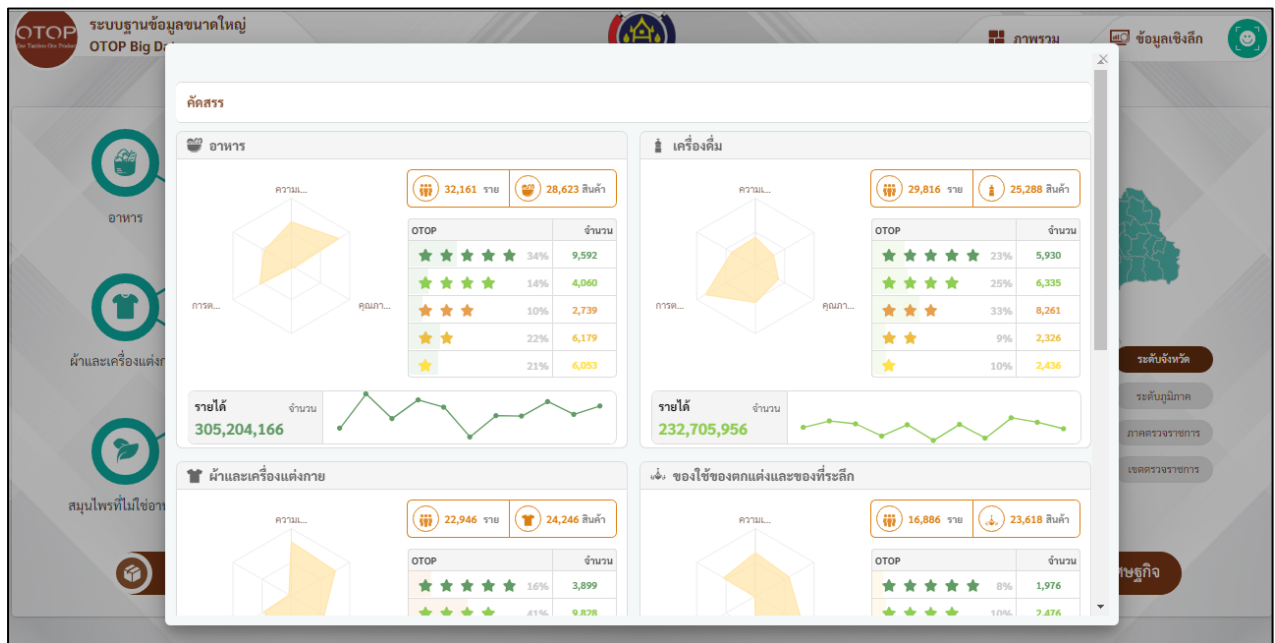 OTOP
ระบบฐานข้อมูลขนาดใหญ่
OTOP Big Da
ภาพรวม
ข้อมูลเชิงลึก
คัดสรร
อาหาร
ความเ...
การต...
คุณภา...
32,161 ราย
28,623 สินค้า
OTOP จำนวน
34% 9,592
14% 4,060
10% 2,739
22% 6,179
21% 6,053
รายได้ จำนวน
305,204,166
เครื่องดื่ม
ความเ...
การต...
คุณภา...
29,816 ราย
25,288 สินค้า
OTOP จำนวน
23% 5,930
25% 6,335
33% 8,261
9% 2,326
10% 2,436
รายได้ จำนวน
232,705,956
ผ้าและเครื่องแต่งกาย
ความเ...
22,946 ราย
24,246 สินค้า
OTOP จำนวน
16% 3,899
41% 9,828
ของใช้ของตกแต่งและของที่ระลึก
ความเ...
16,886 ราย
23,618 สินค้า
OTOP จำนวน
8% 1,976
10% 2,476
อาหาร
ผ้าและเครื่องแต่งก
สมุนไพรที่ไม่ใช่อาห
ระดับจังหวัด
ระดับภูมิภาค
ภาคตรวจราชการ
เขตตรวจราชการ
ศรษฐกิจ